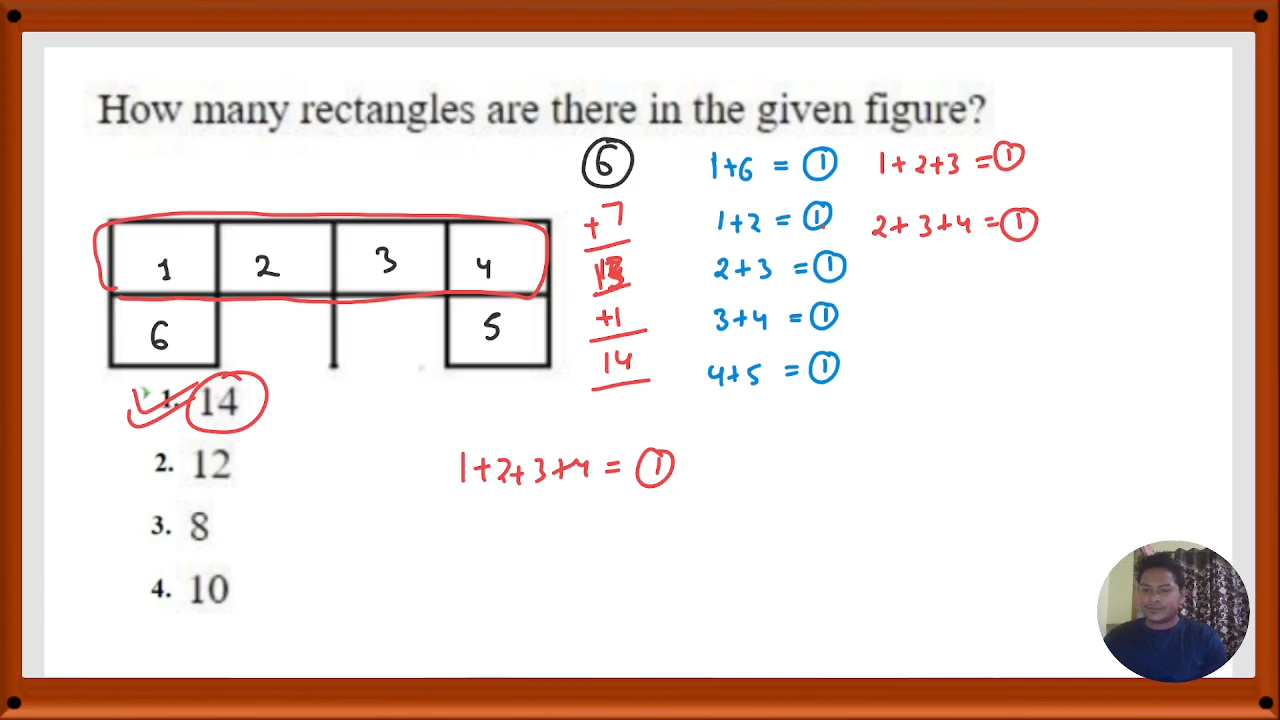 How many rectangles are there in the given figure?
6
+7
13
+1
14
1+6 = 1
1+2 = 1
2+3 = 1
3+4 = 1
4+5 = 1
1+2+3 = 1
2+3+4 = 1
1 2 3 4
6 5
1. 14
2. 12
3. 8
4. 10
1+2+3+4 = 1